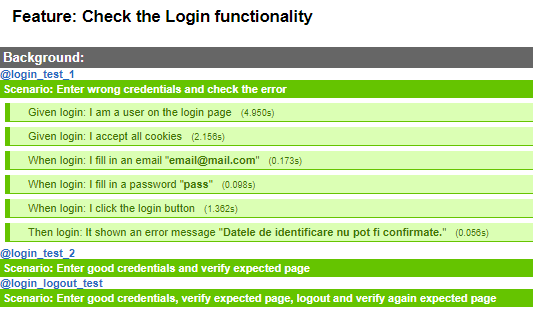 Feature: Check the Login functionality
Background:
@login_test_1
Scenario: Enter wrong credentials and check the error
Given login: I am a user on the login page (4.950s)
Given login: I accept all cookies (2.156s)
When login: I fill in an email "email@mail.com" (0.173s)
When login: I fill in a password "pass" (0.098s)
When login: I click the login button (1.362s)
Then login: It shown an error message "Datele de identificare nu pot fi confirmate." (0.056s)
@login_test_2
Scenario: Enter good credentials and verify expected page
@login_logout_test
Scenario: Enter good credentials, verify expected page, logout and verify again expected page